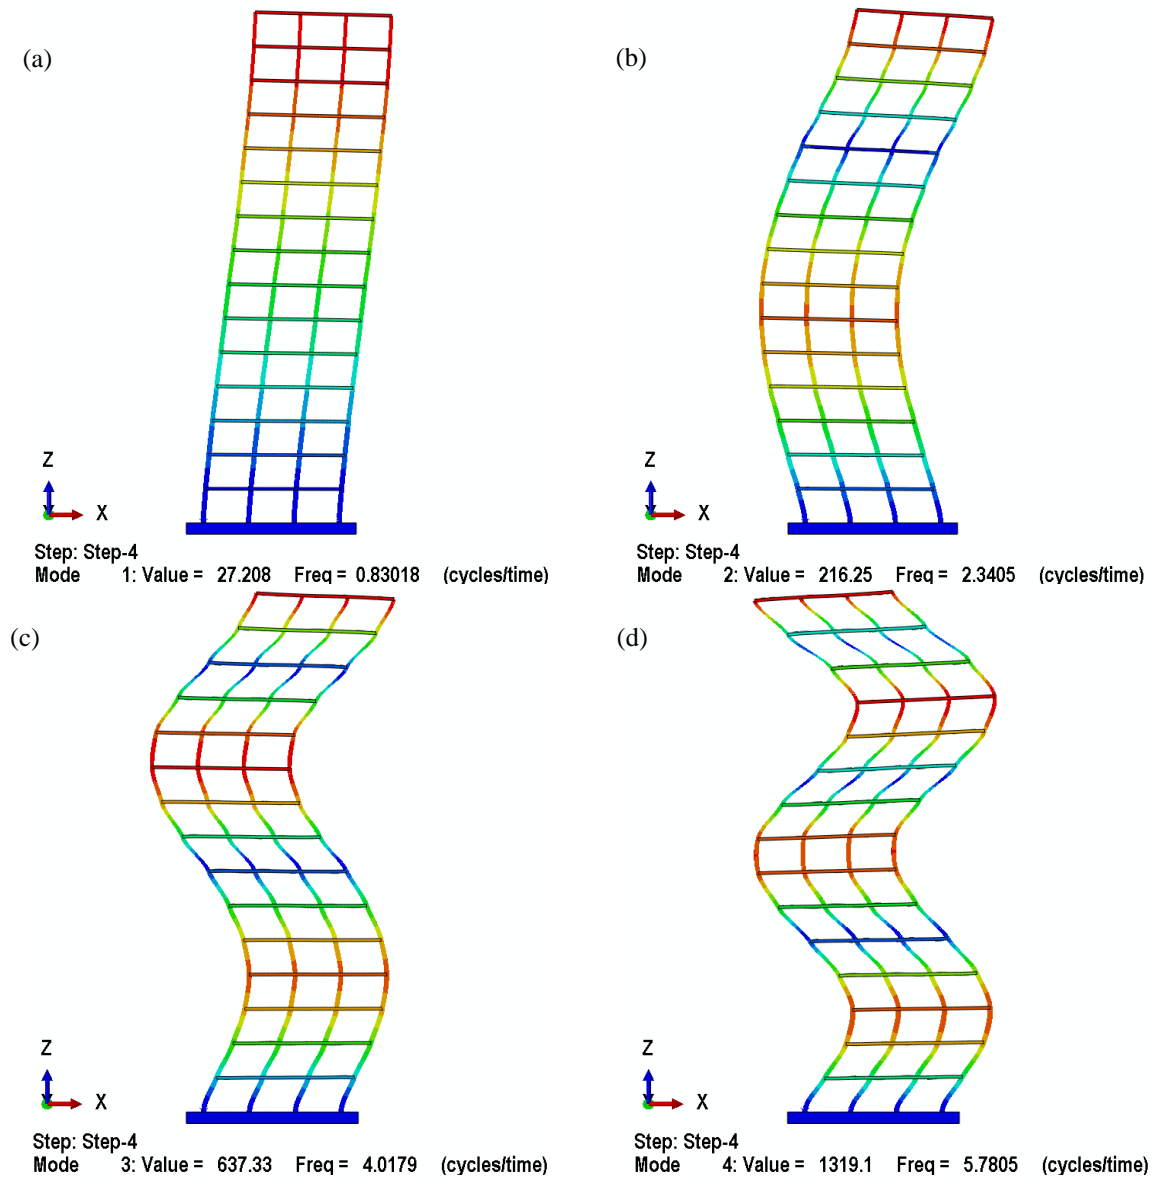 (a)
Z
X
Step: Step-4
Mode 1: Value = 27.208 Freq = 0.83018 (cycles/time)
(b)
Z
X
Step: Step-4
Mode 2: Value = 216.25 Freq = 2.3405 (cycles/time)
(c)
Z
X
Step: Step-4
Mode 3: Value = 637.33 Freq = 4.0179 (cycles/time)
(d)
Z
X
Step: Step-4
Mode 4: Value = 1319.1 Freq = 5.7805 (cycles/time)